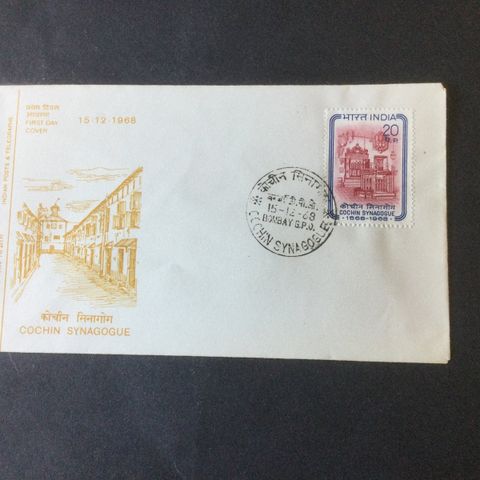 प्रथम दिवस
आवरण
FIRST DAY
COVER
15-12-1968
INDIAN POSTS & TELEGRAPHS
कोचीन सिनागोग
COCHIN SYNAGOGUE
कोचीन सिनागोग
15-12-68
BOMBAY G.P.O.
COCHIN SYNAGOGUE
भारत INDIA
20
कोचीन सिनागोग
COCHIN SYNAGOGUE
1568-1968